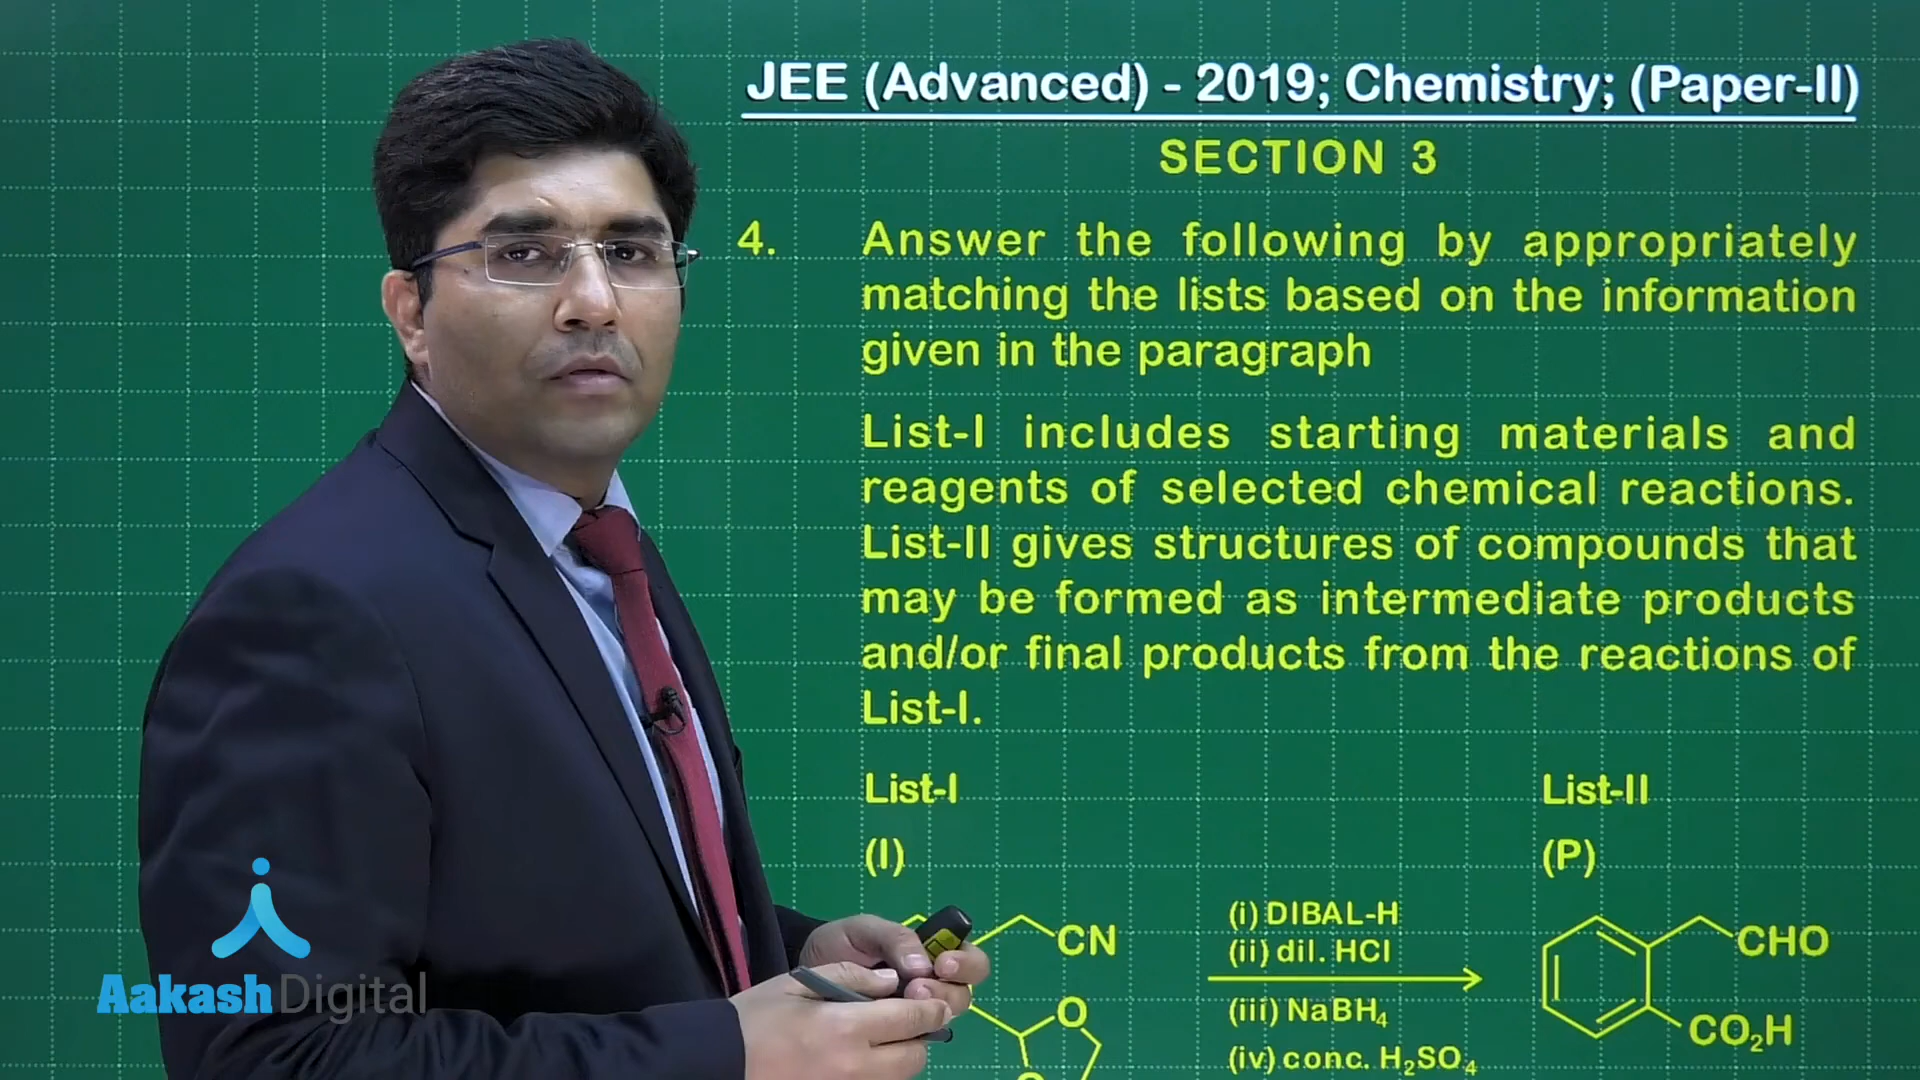 JEE (Advanced) - 2019; Chemistry; (Paper-II)
SECTION 3
4. Answer the following by appropriately
matching the lists based on the information
given in the paragraph
List-I includes starting materials and
reagents of selected chemical reactions.
List-II gives structures of compounds that
may be formed as intermediate products
and/or final products from the reactions of
List-I.
List-I List-II
(I) (P)
CN
O
O
(i) DIBAL-H
(ii) dil. HCl
(iii) NaBH₄
(iv) conc. H₂SO₄
CHO
CO₂H
Aakash Digital